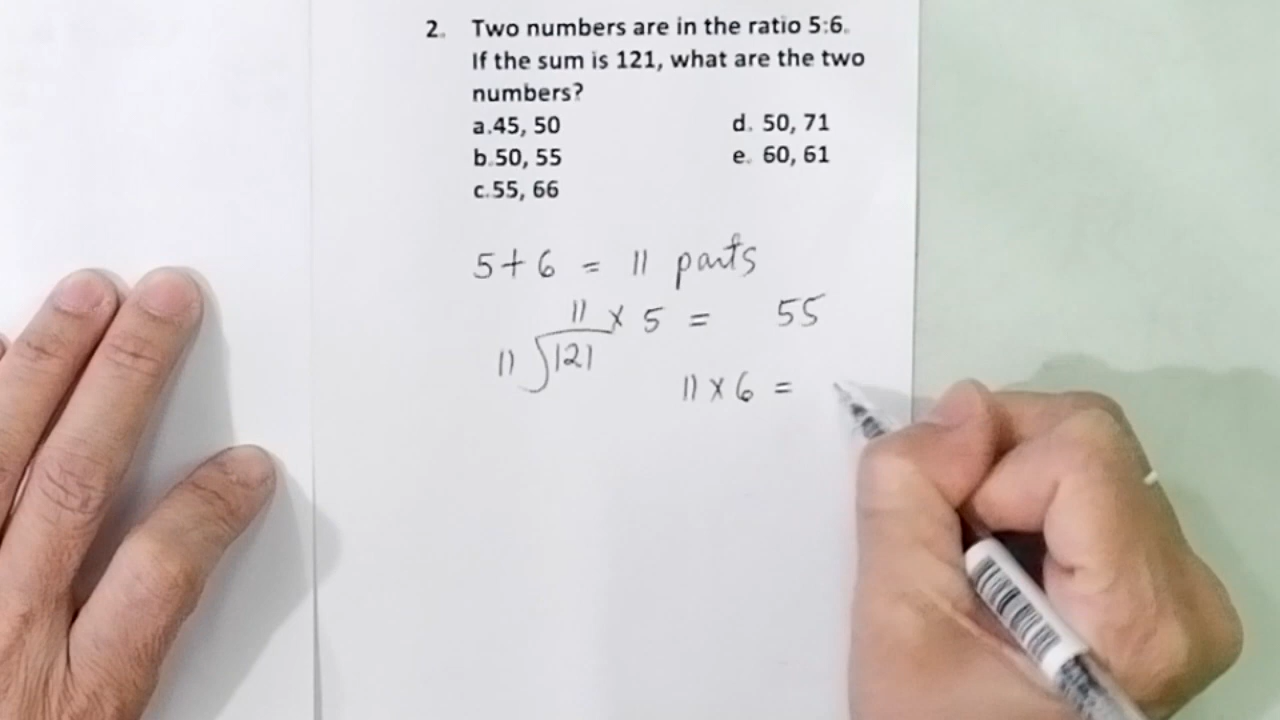 2. Two numbers are in the ratio 5:6.
If the sum is 121, what are the two
numbers?
a.45, 50 d. 50, 71
b.50, 55 e. 60, 61
c.55, 66
5+6 = 11 parts
11 x 5 = 55
11 121
11 x 6 =